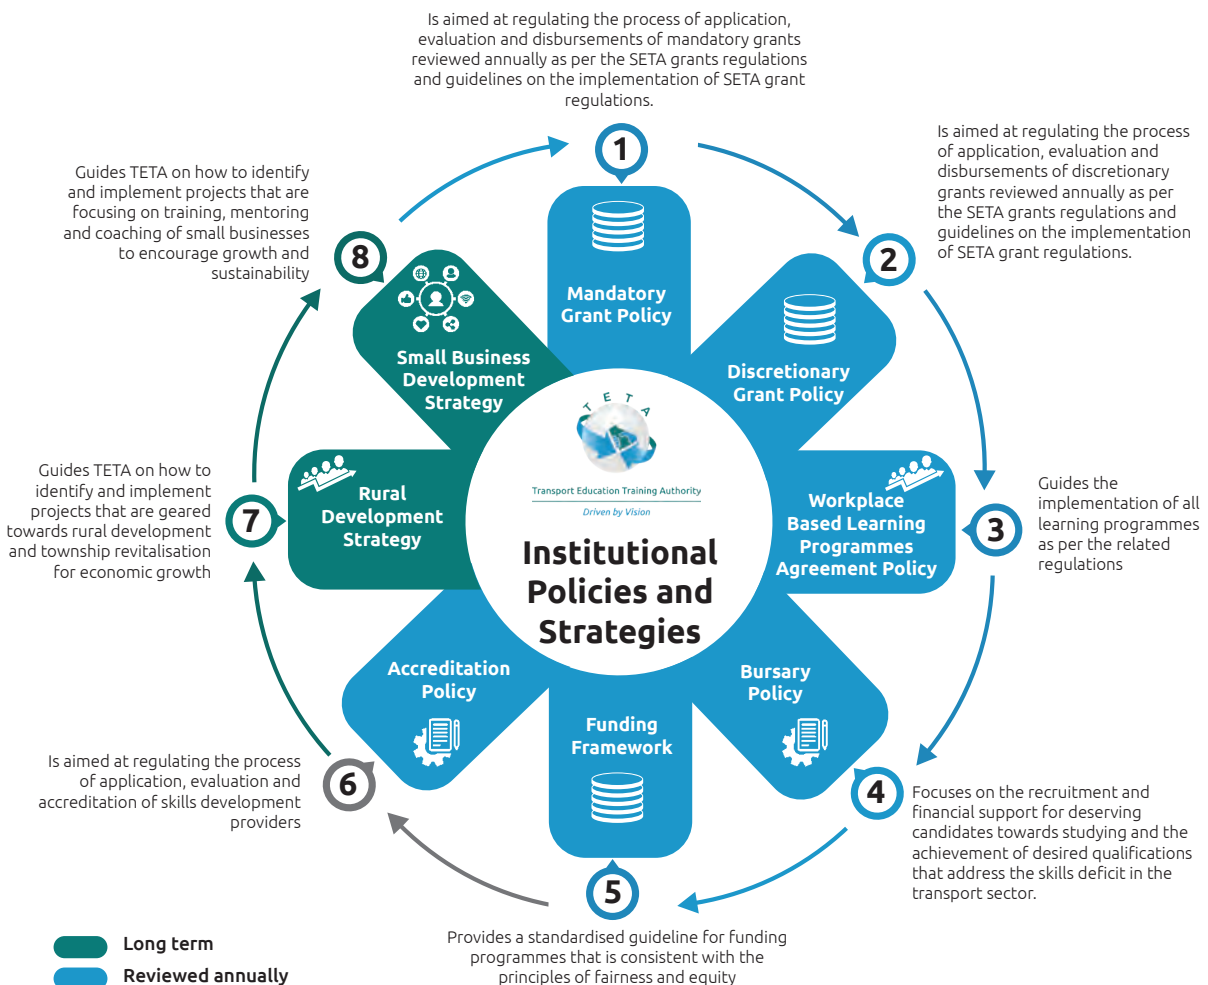 Is aimed at regulating the process of application,
evaluation and disbursements of mandatory grants
reviewed annually as per the SETA grants regulations
and guidelines on the implementation of SETA grant
regulations.
1
Mandatory
Grant Policy
Is aimed at regulating the process
of application, evaluation and
disbursements of discretionary
grants reviewed annually as per
the SETA grants regulations and
guidelines on the implementation
of SETA grant regulations.
2
Discretionary
Grant Policy
Guides the
implementation of all
learning programmes
as per the related
regulations
3
Workplace
Based Learning
Programmes
Agreement Policy
4
Bursary
Policy
Focuses on the recruitment and
financial support for deserving
candidates towards studying and the
achievement of desired qualifications
that address the skills deficit in the
transport sector.
Funding
Framework
5
Provides a standardised guideline for funding
programmes that is consistent with the
principles of fairness and equity
Accreditation
Policy
6
Is aimed at regulating the process
of application, evaluation and
accreditation of skills development
providers
Rural
Development
Strategy
7
Guides TETA on how to
identify and implement
projects that are geared
towards rural development
and township revitalisation
for economic growth
Guides TETA on how to identify
and implement projects that are
focusing on training, mentoring
and coaching of small businesses
to encourage growth and
sustainability
8
Small Business
Development
Strategy
TETA
Transport Education Training Authority
Driven by Vision
Institutional
Policies and
Strategies
Long term
Reviewed annually